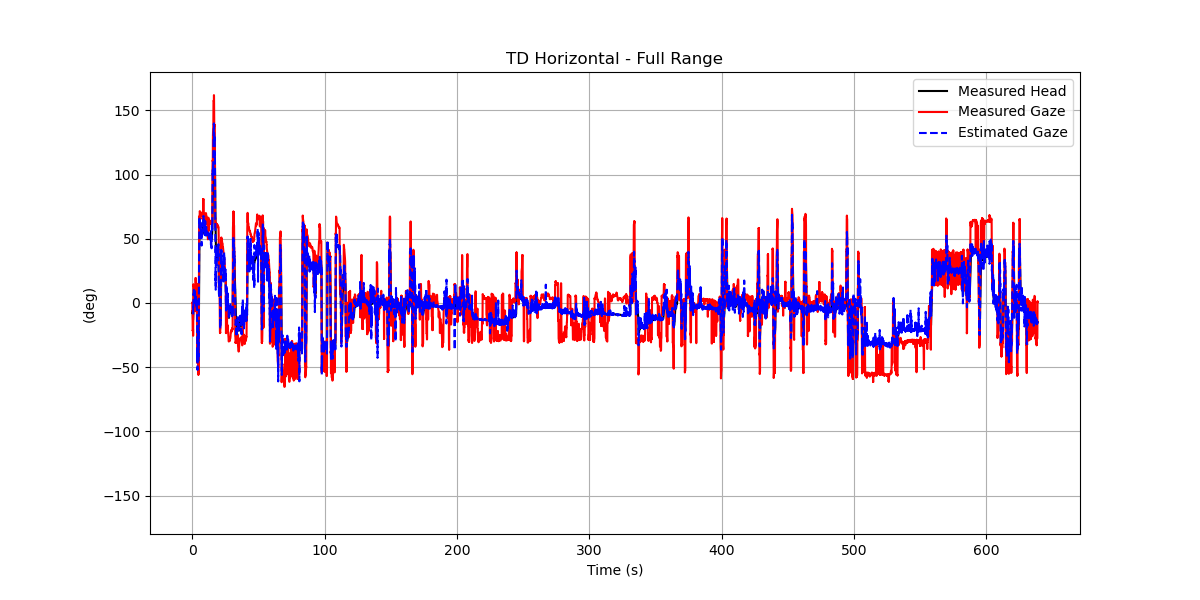 TD Horizontal - Full Range
Measured Head
Measured Gaze
Estimated Gaze
150
100
50
0
−50
−100
−150
(deg)
0 100 200 300 400 500 600
Time (s)